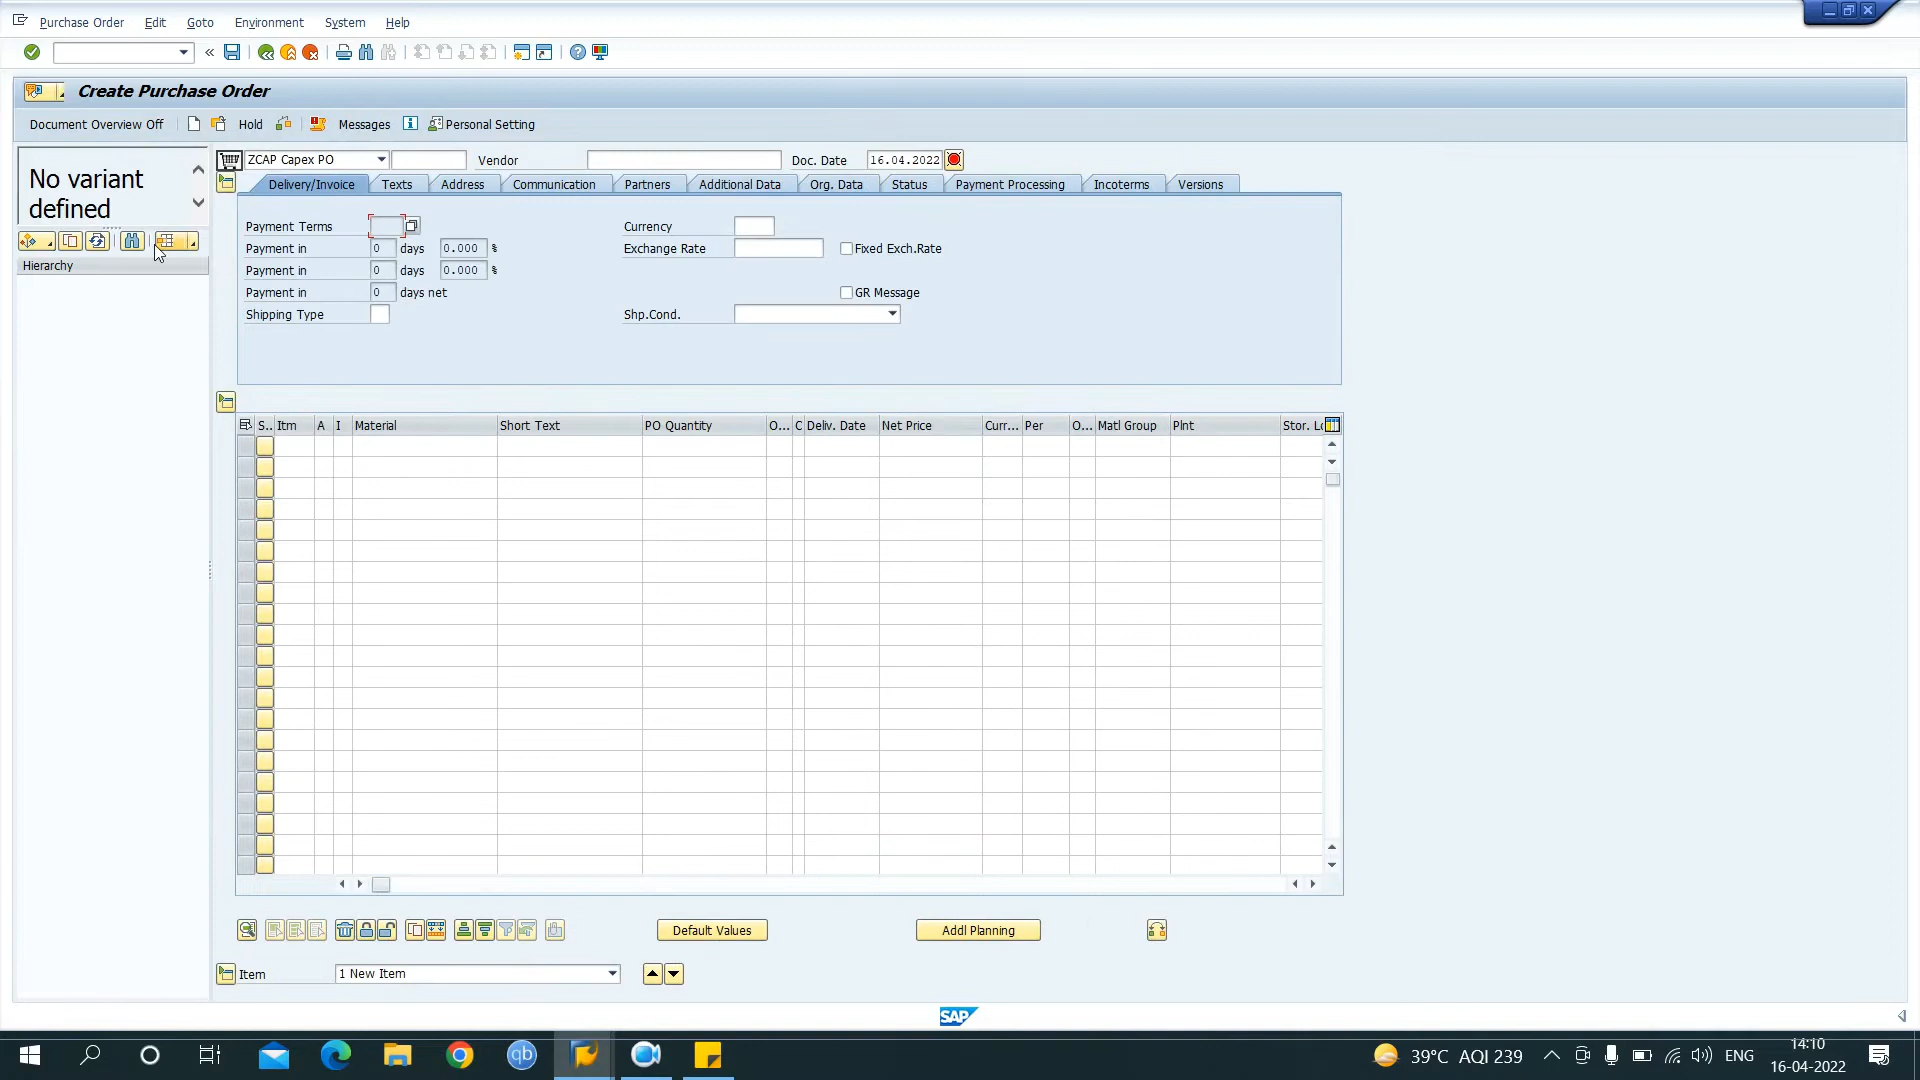 Purchase Order Edit Goto Environment System Help
Create Purchase Order
Document Overview Off Hold Messages Personal Setting
No variant
defined
Hierarchy
ZCAP Capex PO Vendor Doc. Date 16.04.2022
Delivery/Invoice Texts Address Communication Partners Additional Data Org. Data Status Payment Processing Incoterms Versions
Payment Terms Currency
Payment in 0 days 0.000 % Exchange Rate Fixed Exch.Rate
Payment in 0 days 0.000 %
Payment in 0 days net GR Message
Shipping Type Shp.Cond.
S.. Itm A I Material Short Text PO Quantity O... C Deliv. Date Net Price Curr... Per O... Matl Group Plnt Stor. Lo
Default Values Addl Planning
Item 1 New Item
SAP
qb 39°C AQI 239 ENG 14:10
16-04-2022